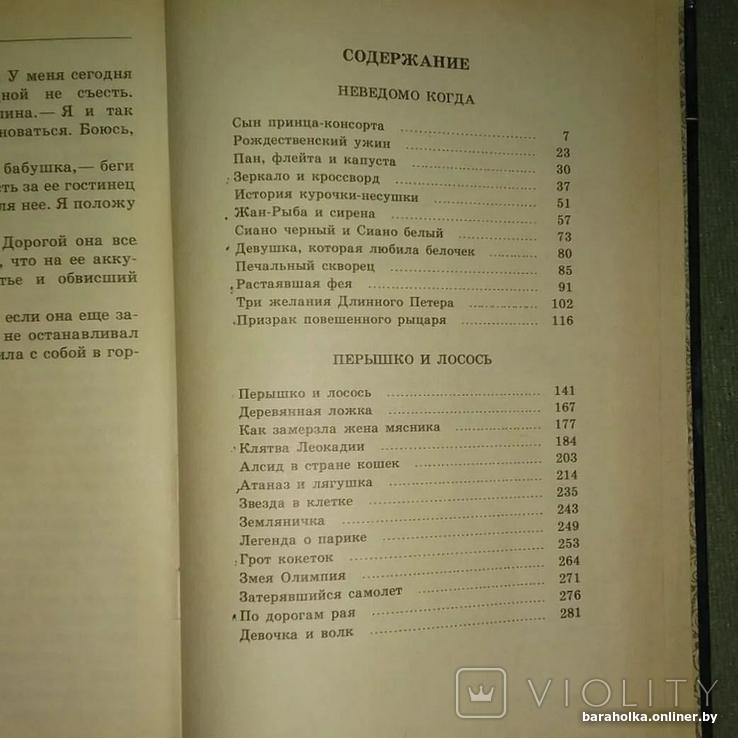 У меня сегодня
ной не съесть.
лина.— Я и так
новаться. Боюсь,
бабушка,— беги
сть за ее гостинец
ля нее. Я положу
Дорогой она все
, что на ее акку-
тье и обвисший
если она еще за-
не останавливал
ила с собой в гор-
СОДЕРЖАНИЕ
НЕВЕДОМО КОГДА
Сын принца-консорта 7
Рождественский ужин 23
Пан, флейта и капуста 30
Зеркало и кроссворд 37
История курочки-несушки 51
Жан-Рыба и сирена 57
Сиано черный и Сиано белый 73
Девушка, которая любила белочек 80
Печальный скворец 85
Растаявшая фея 91
Три желания Длинного Петера 102
Призрак повешенного рыцаря 116
ПЕРЫШКО И ЛОСОСЬ
Перышко и лосось 141
Деревянная ложка 167
Как замерзла жена мясника 177
Клятва Леокадии 184
Алсид в стране кошек 203
Атаназ и лягушка 214
Звезда в клетке 235
Земляничка 243
Легенда о парике 249
Грот кокеток 253
Змея Олимпия 264
Затерявшийся самолет 271
По дорогам рая 276
Девочка и волк 281
VIOLITY
baraholka.onliner.by